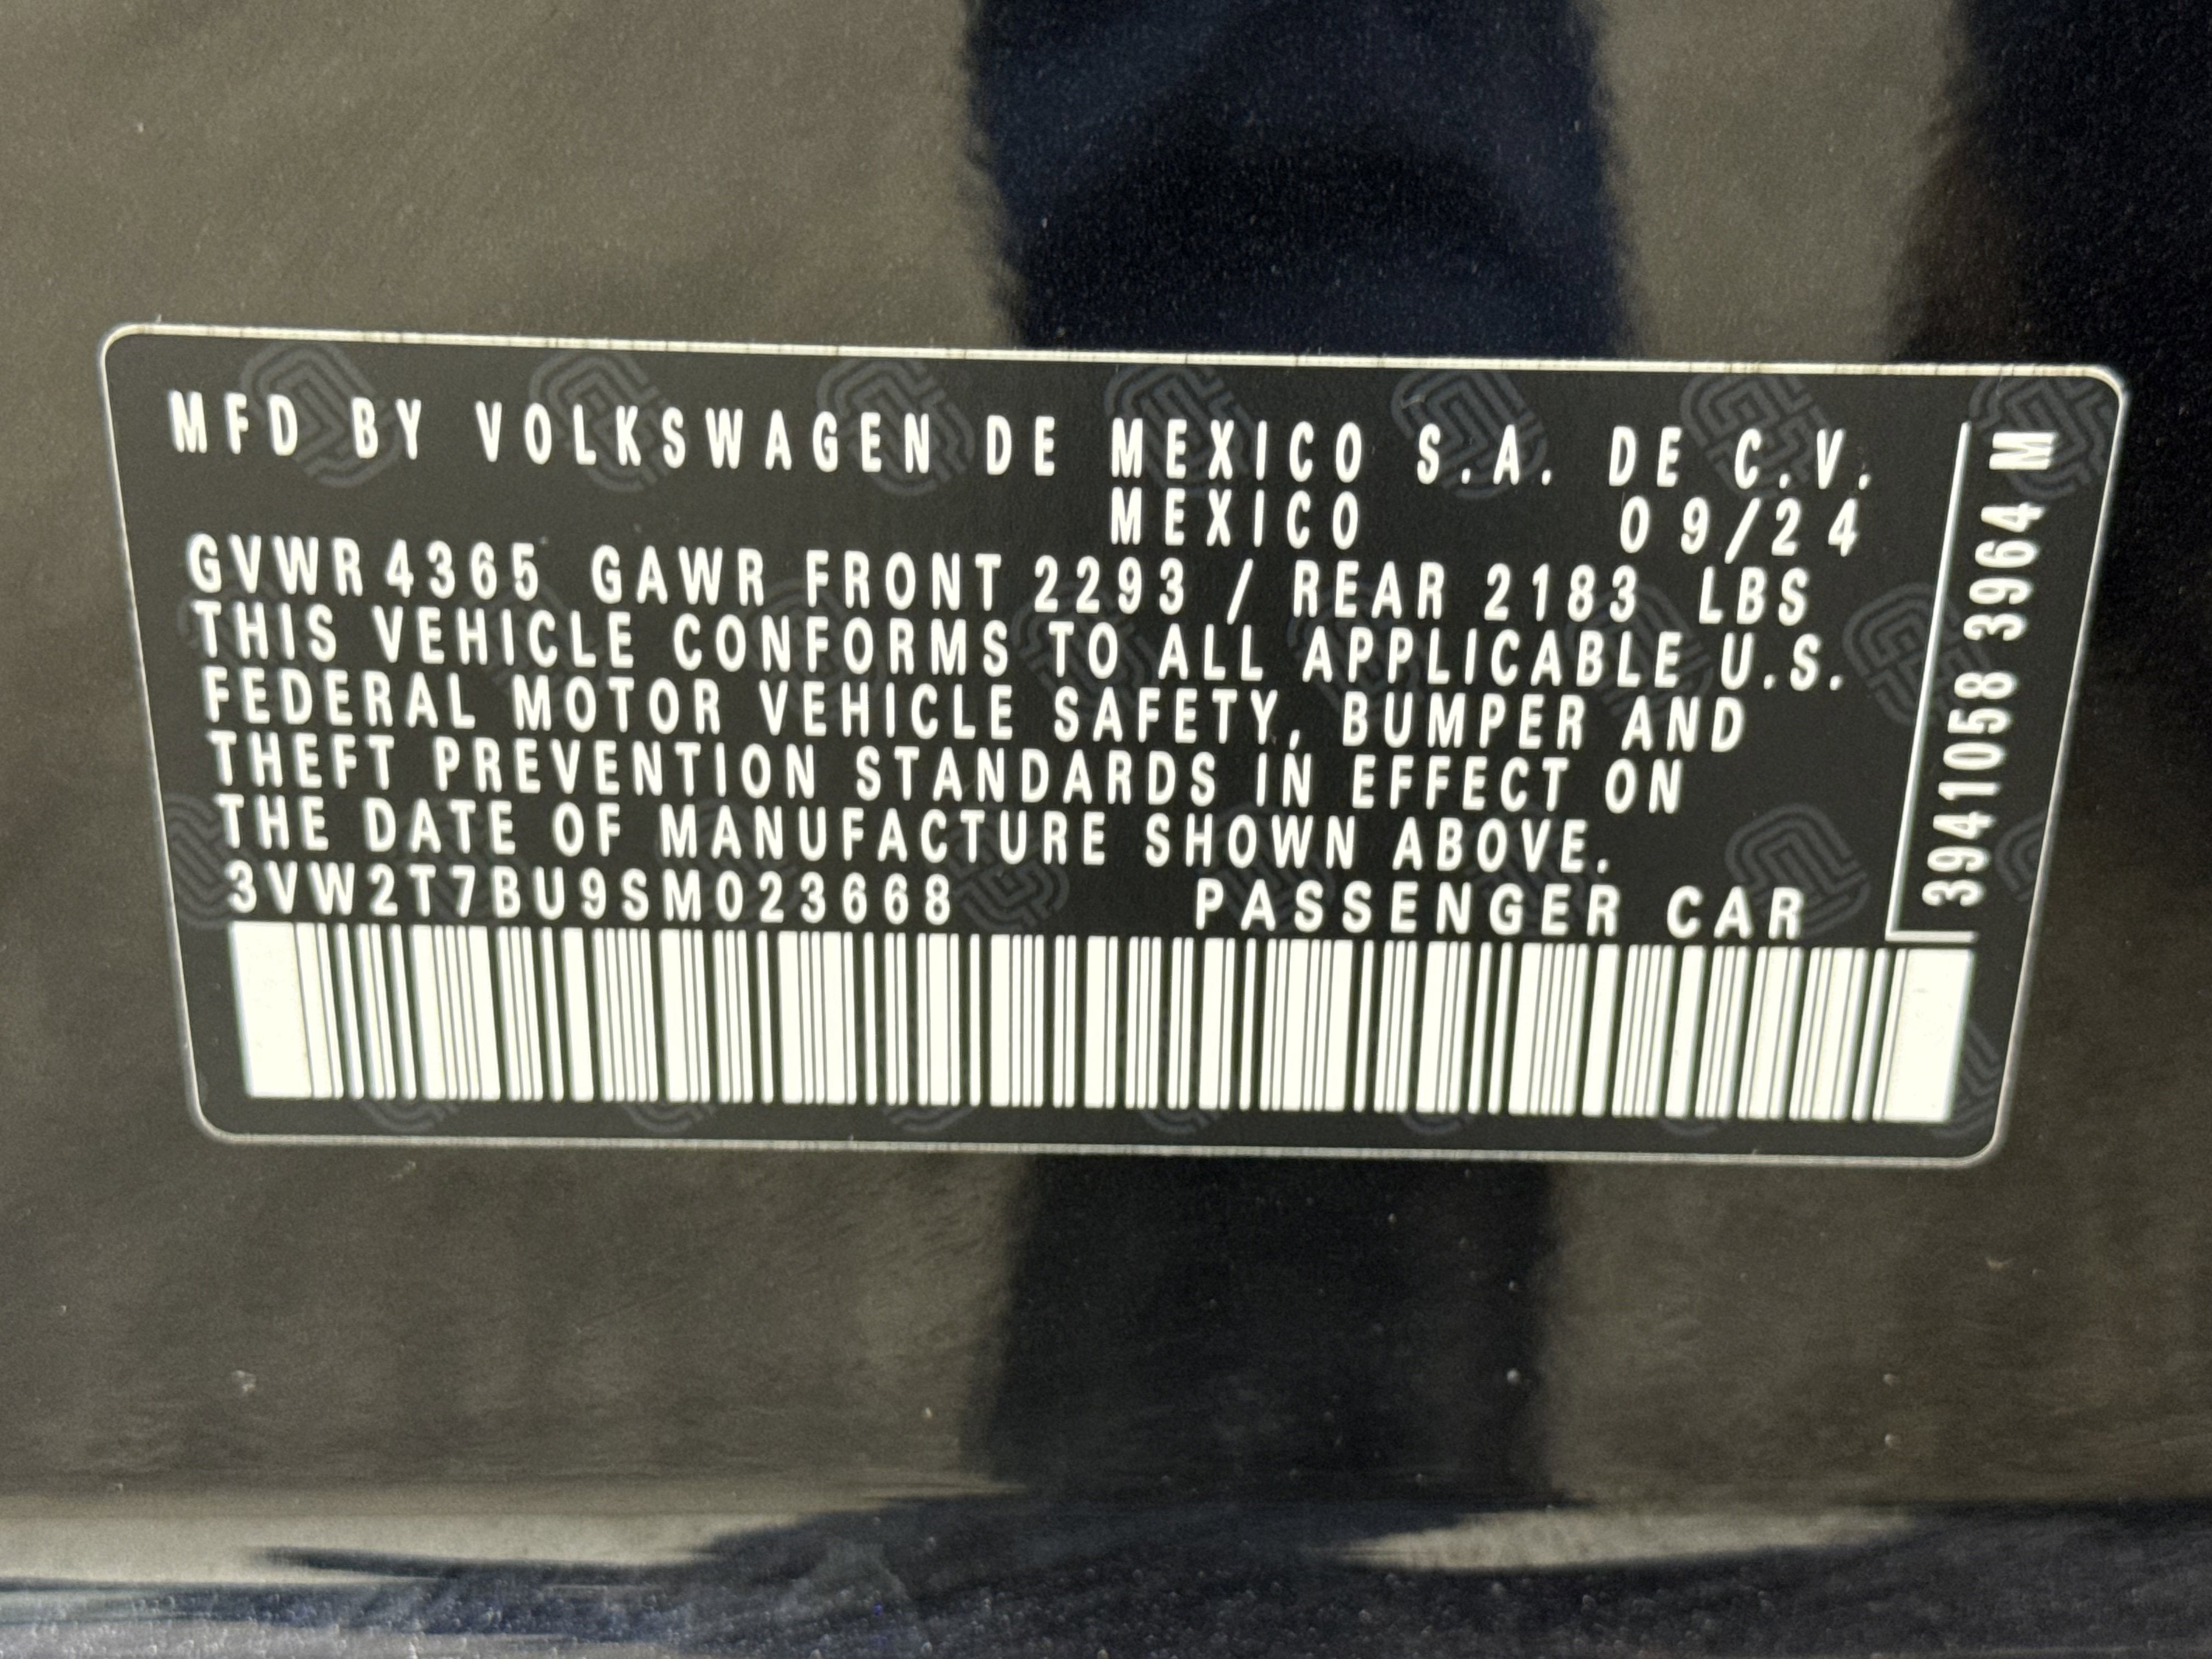 MFD BY VOLKSWAGEN DE MEXICO S.A. DE C.V.
MEXICO 09/24
GVWR 4365 GAWR FRONT 2293 / REAR 2183 LBS
THIS VEHICLE CONFORMS TO ALL APPLICABLE U.S.
FEDERAL MOTOR VEHICLE SAFETY, BUMPER AND
THEFT PREVENTION STANDARDS IN EFFECT ON
THE DATE OF MANUFACTURE SHOWN ABOVE.
3VW2T7BU9SM023668 PASSENGER CAR
3941058 3964 M